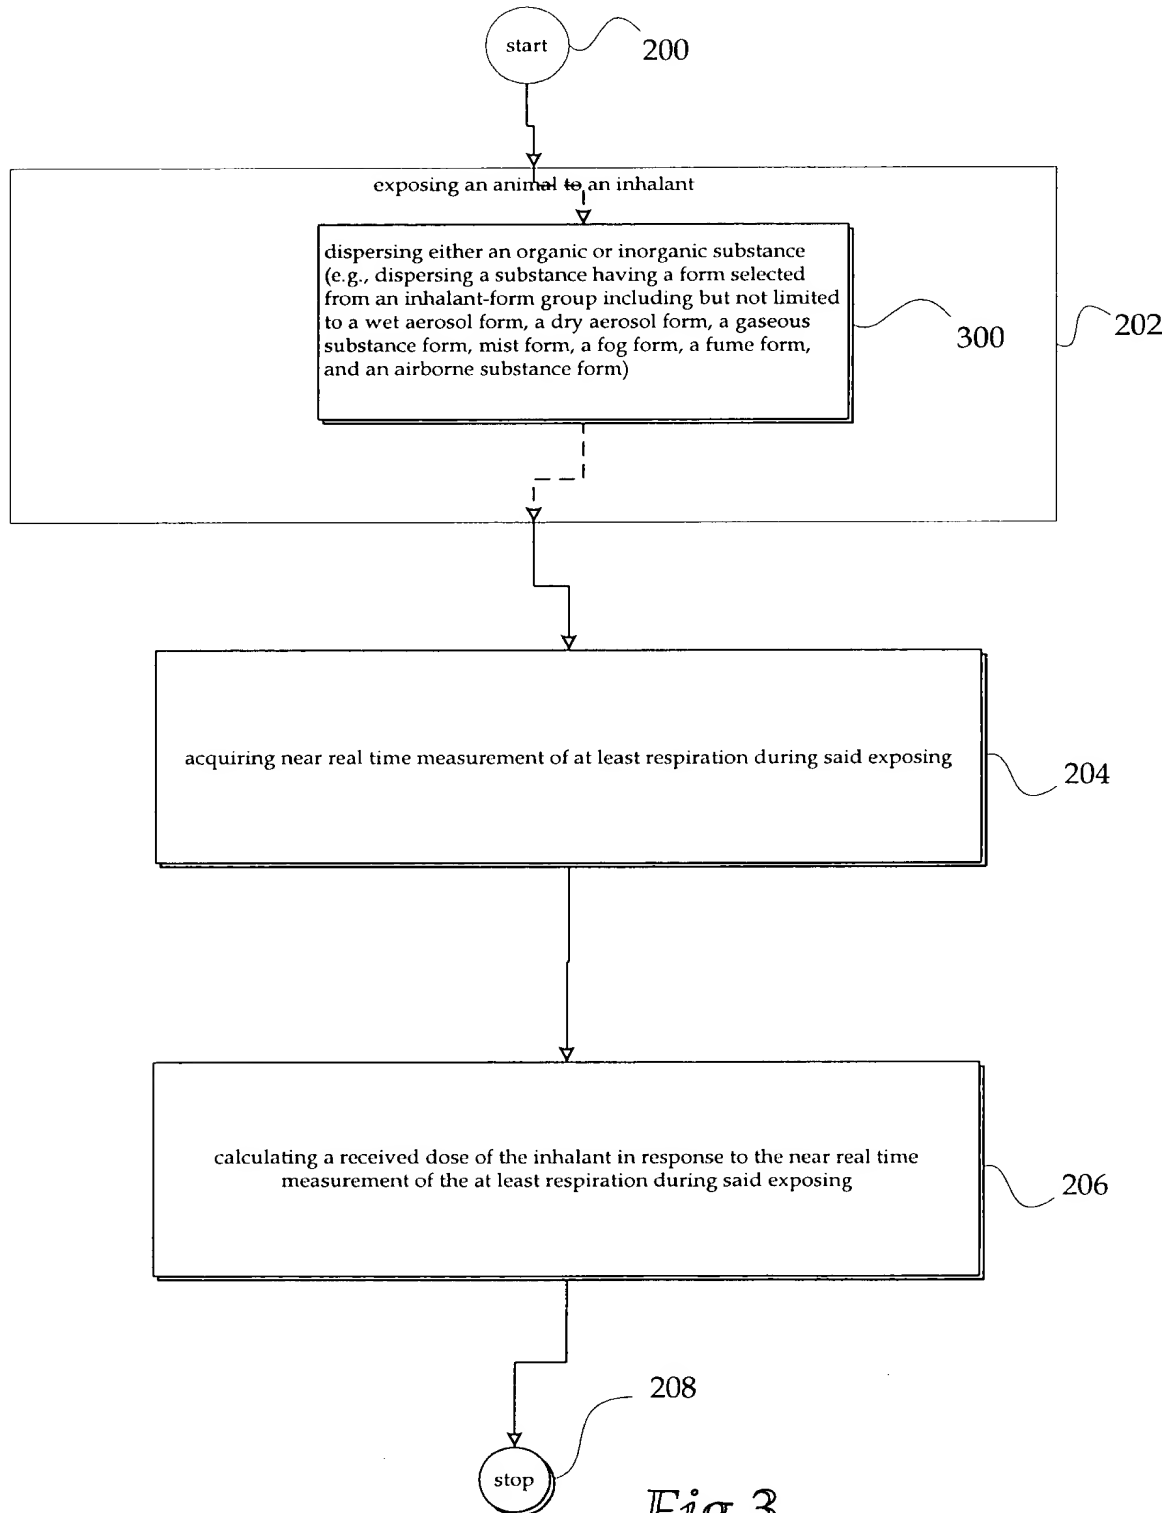 start
200
exposing an animal to an inhalant
dispersing either an organic or inorganic substance
(e.g., dispersing a substance having a form selected
from an inhalant-form group including but not limited
to a wet aerosol form, a dry aerosol form, a gaseous
substance form, mist form, a fog form, a fume form,
and an airborne substance form)
300
202
acquiring near real time measurement of at least respiration during said exposing
204
calculating a received dose of the inhalant in response to the near real time
measurement of the at least respiration during said exposing
206
208
stop
Fig 3